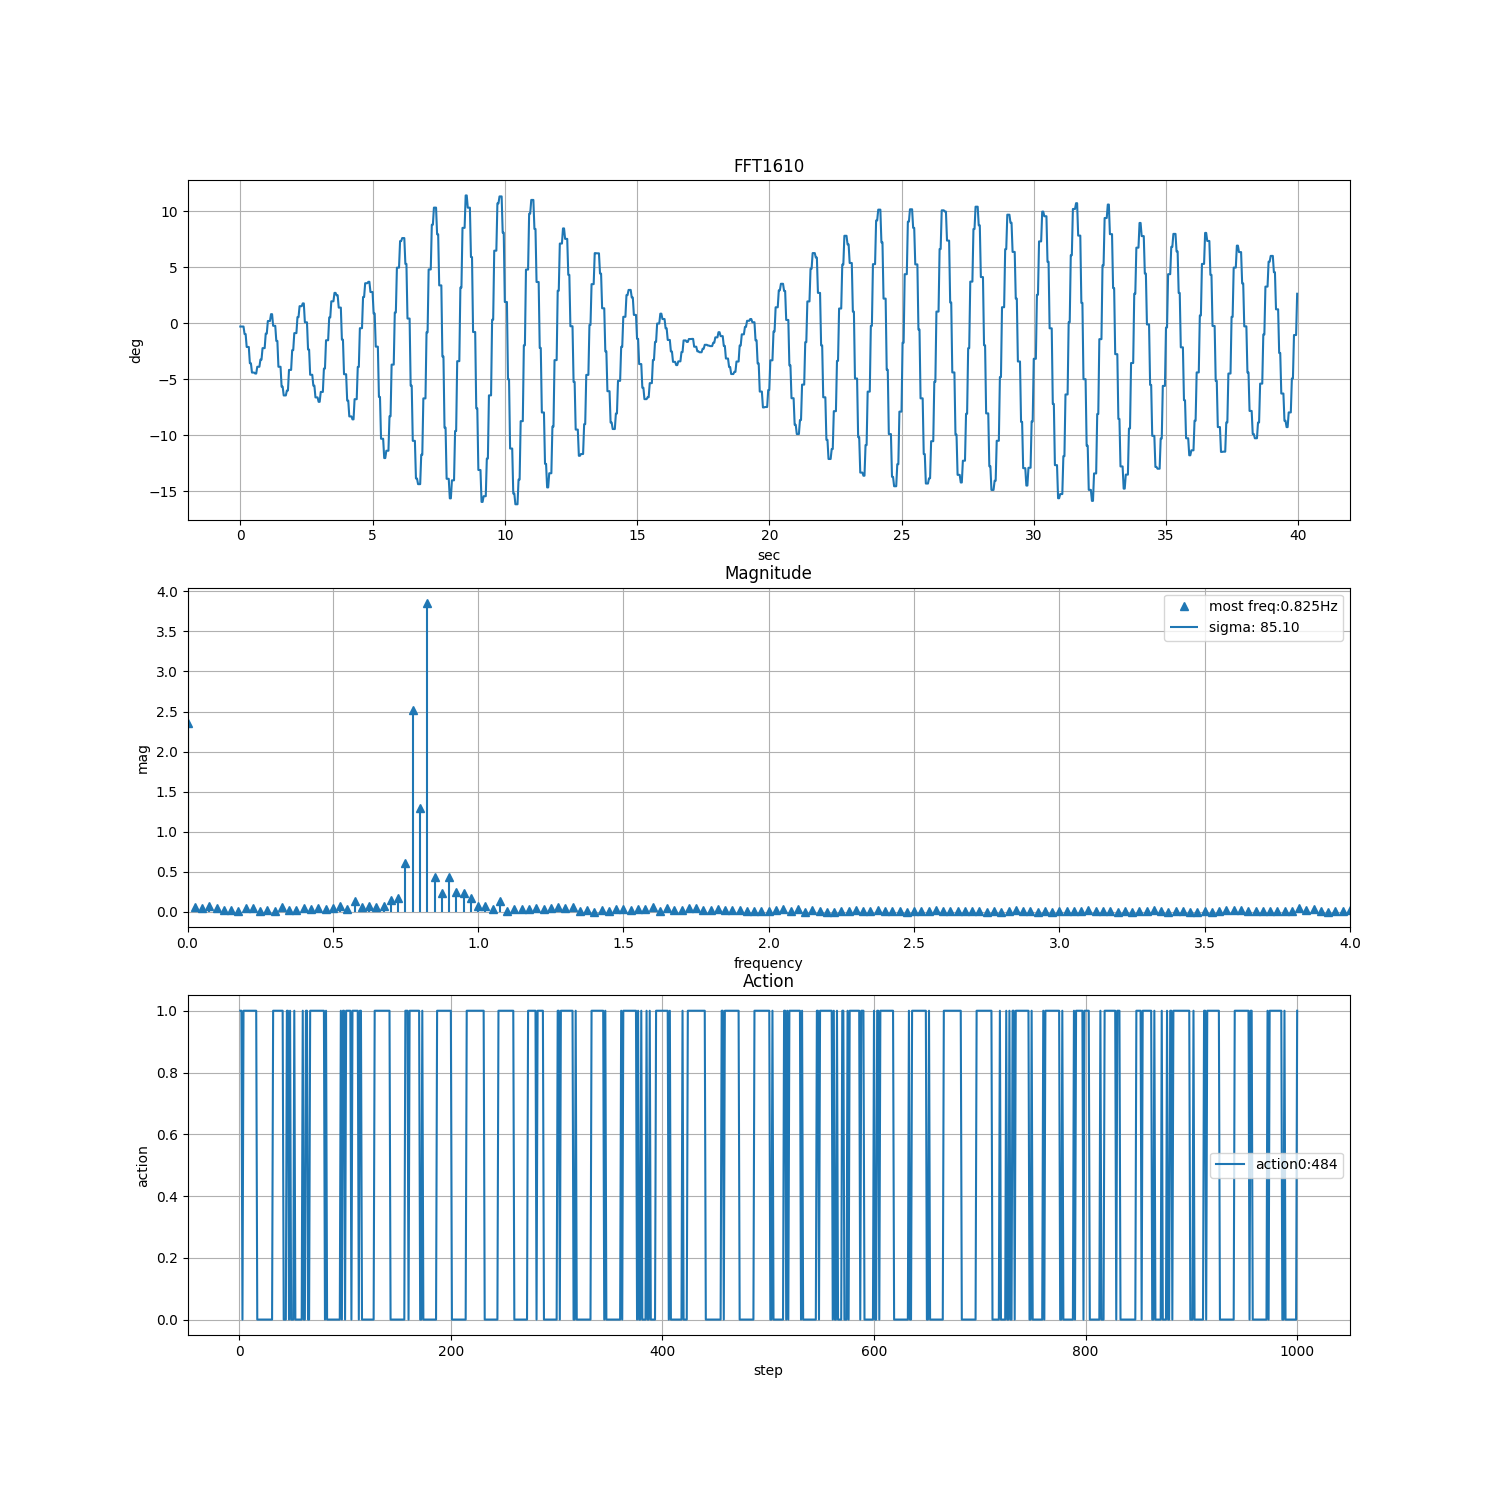 FFT1610
10
5
0
−5
−10
−15
deg
0 5 10 15 20 25 30 35 40
sec
Magnitude
4.0
3.5
3.0
2.5
2.0
1.5
1.0
0.5
0.0
mag
most freq:0.825Hz
sigma: 85.10
0.0 0.5 1.0 1.5 2.0 2.5 3.0 3.5 4.0
frequency
Action
1.0
0.8
0.6
0.4
0.2
0.0
action
action0:484
0 200 400 600 800 1000
step